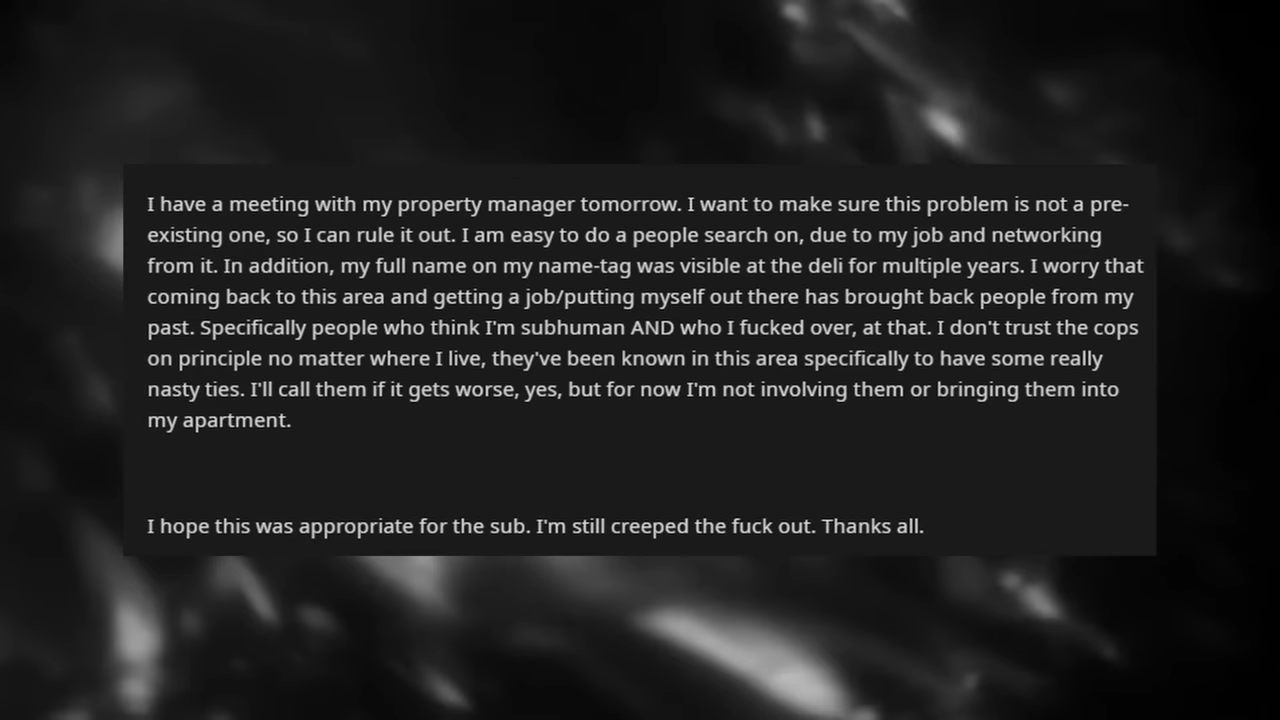 I have a meeting with my property manager tomorrow. I want to make sure this problem is not a pre-
existing one, so I can rule it out. I am easy to do a people search on, due to my job and networking
from it. In addition, my full name on my name-tag was visible at the deli for multiple years. I worry that
coming back to this area and getting a job/putting myself out there has brought back people from my
past. Specifically people who think I'm subhuman AND who I fucked over, at that. I don't trust the cops
on principle no matter where I live, they've been known in this area specifically to have some really
nasty ties. I'll call them if it gets worse, yes, but for now I'm not involving them or bringing them into
my apartment.
I hope this was appropriate for the sub. I'm still creeped the fuck out. Thanks all.